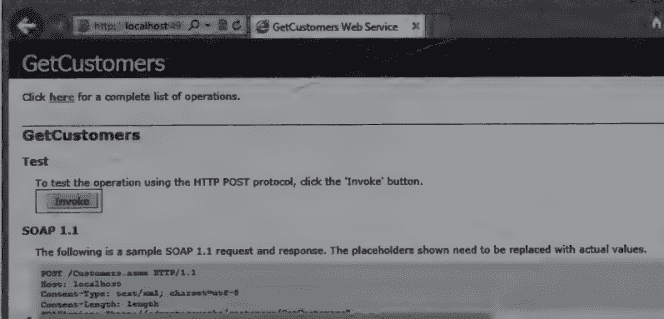 http: localhost:49
GetCustomers Web Service
GetCustomers
Click here for a complete list of operations.
GetCustomers
Test
To test the operation using the HTTP POST protocol, click the 'Invoke' button.
Invoke
SOAP 1.1
The following is a sample SOAP 1.1 request and response. The placeholders shown need to be replaced with actual values.
POST /Customers.asmx HTTP/1.1
Host: localhost
Content-Type: text/xml; charset=utf-8
Content-Length: length